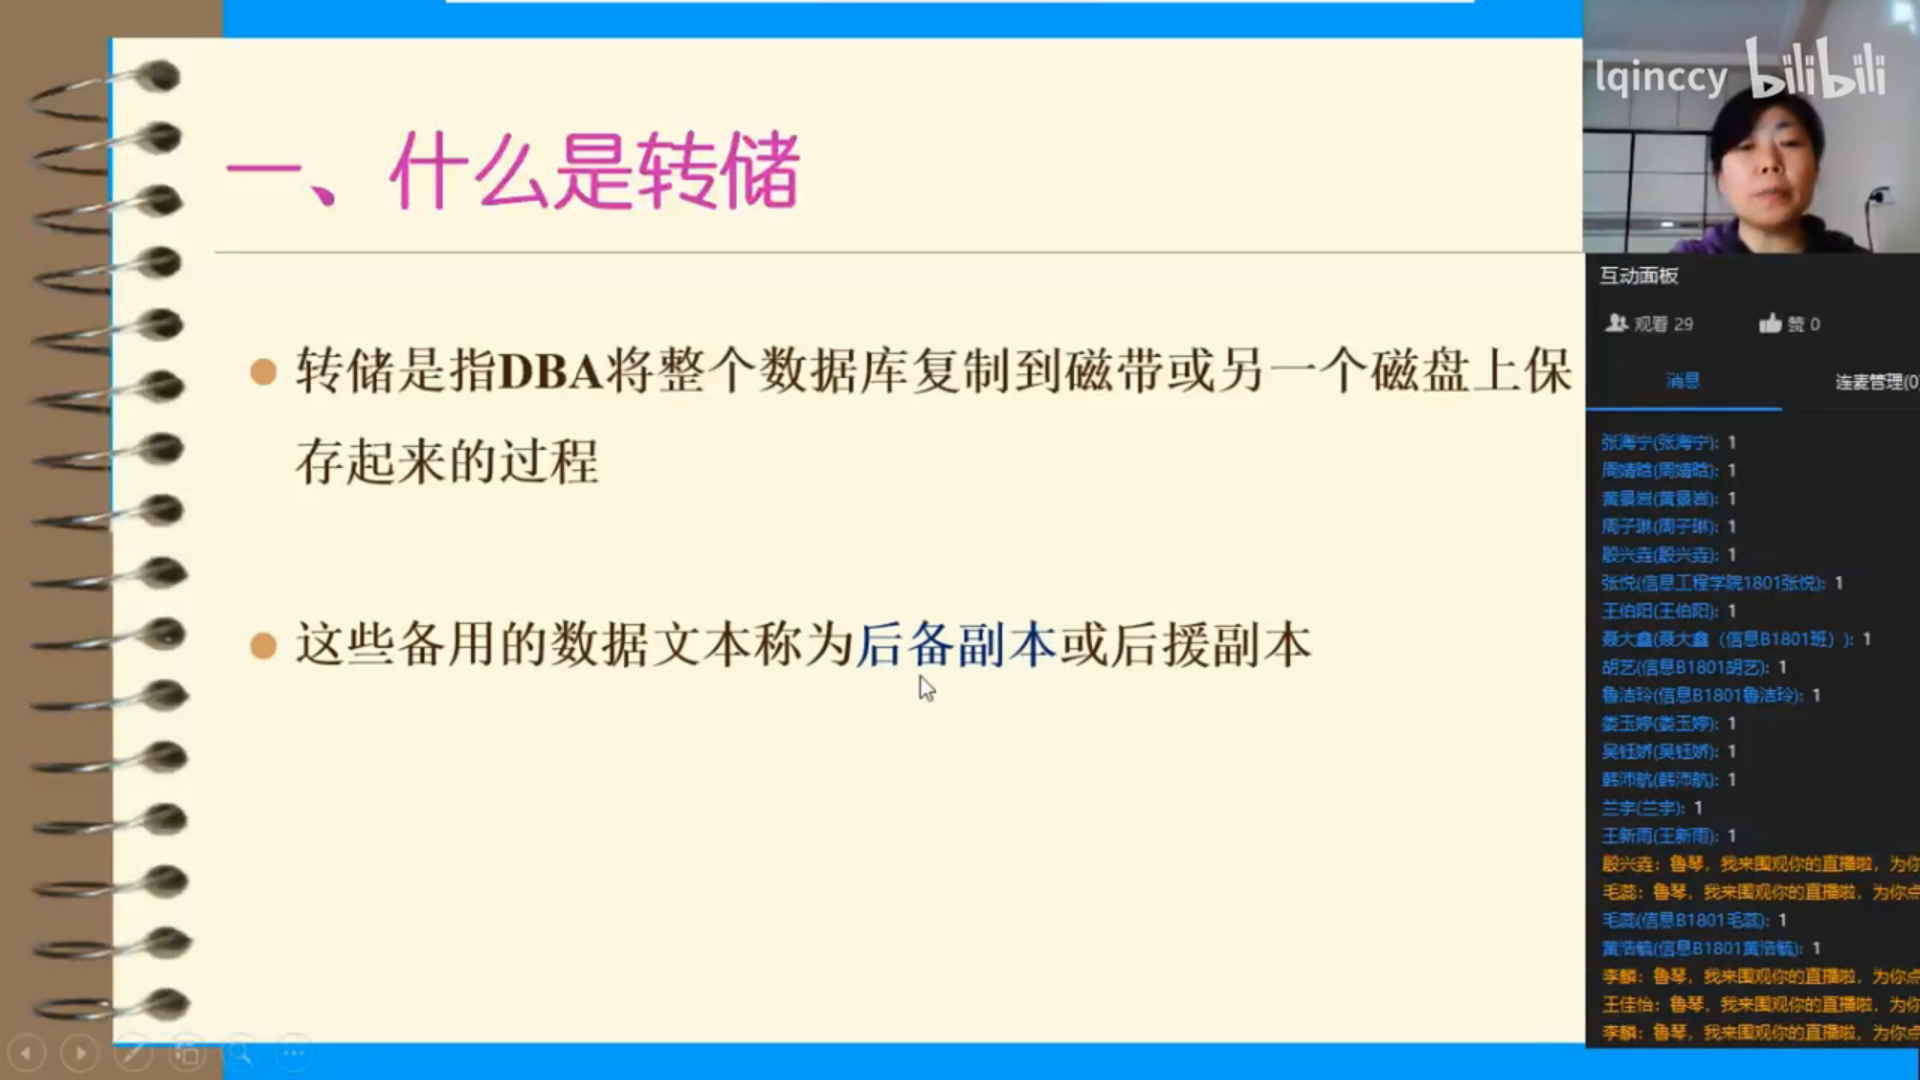 一、什么是转储
转储是指DBA将整个数据库复制到磁带或另一个磁盘上保
存起来的过程
这些备用的数据文本称为后备副本或后援副本
lqinccy bilibili
互动面板
观看 29 赞 0
消息 连麦管理(0)
张海宁(张海宁): 1
周婧晗(周婧晗): 1
黄景岩(黄景岩): 1
周子琳(周子琳): 1
殷兴垚(殷兴垚): 1
张悦(信息工程学院1801张悦): 1
王伯阳(王伯阳): 1
聂大鑫(聂大鑫（信息B1801班）): 1
胡艺(信息B1801胡艺): 1
鲁洁玲(信息B1801鲁洁玲): 1
娄玉婷(娄玉婷): 1
吴钰娇(吴钰娇): 1
韩沛航(韩沛航): 1
兰宇(兰宇): 1
王新雨(王新雨): 1
殷兴垚: 鲁琴，我来围观你的直播啦，为你
毛蕊: 鲁琴，我来围观你的直播啦，为你点
毛蕊(信息B1801毛蕊): 1
黄浩毓(信息B1801黄浩毓): 1
李麟: 鲁琴，我来围观你的直播啦，为你点
王佳怡: 鲁琴，我来围观你的直播啦，为你
李麟: 鲁琴，我来围观你的直播啦，为你点